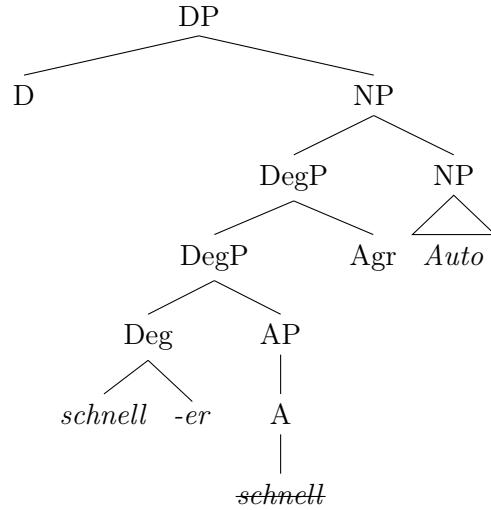 DP
D NP
DegP NP
DegP Agr Auto
Deg AP
schnell -er A
schnell